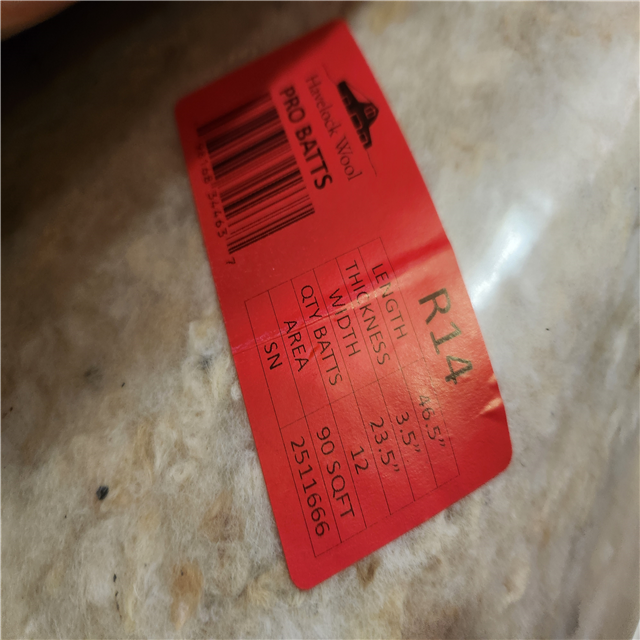 Havelock Wool
PRO BATTS
R14
LENGTH 46.5"
THICKNESS 3.5"
WIDTH 23.5"
QTY BATTS 12
AREA 90 SQFT
SN 2511666